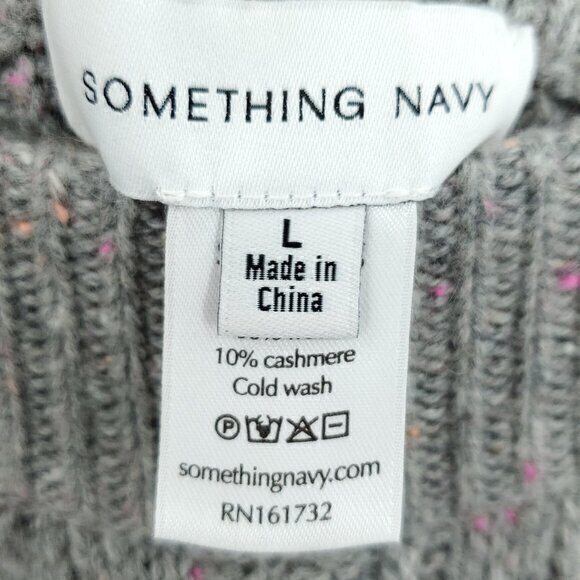 SOMETHING NAVY
L
Made in
China
10% cashmere
Cold wash
P
somethingnavy.com
RN161732